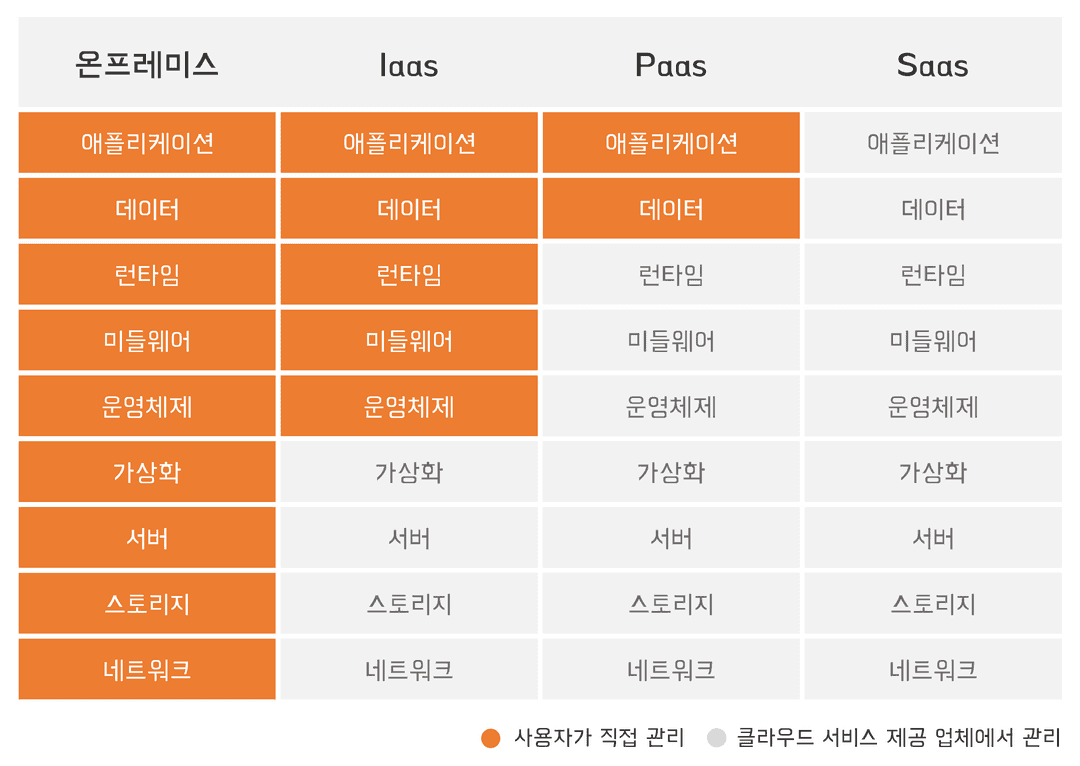 온프레미스 Iaas Paas Saas
애플리케이션 애플리케이션 애플리케이션 애플리케이션
데이터 데이터 데이터 데이터
런타임 런타임 런타임 런타임
미들웨어 미들웨어 미들웨어 미들웨어
운영체제 운영체제 운영체제 운영체제
가상화 가상화 가상화 가상화
서버 서버 서버 서버
스토리지 스토리지 스토리지 스토리지
네트워크 네트워크 네트워크 네트워크
사용자가 직접 관리 클라우드 서비스 제공 업체에서 관리